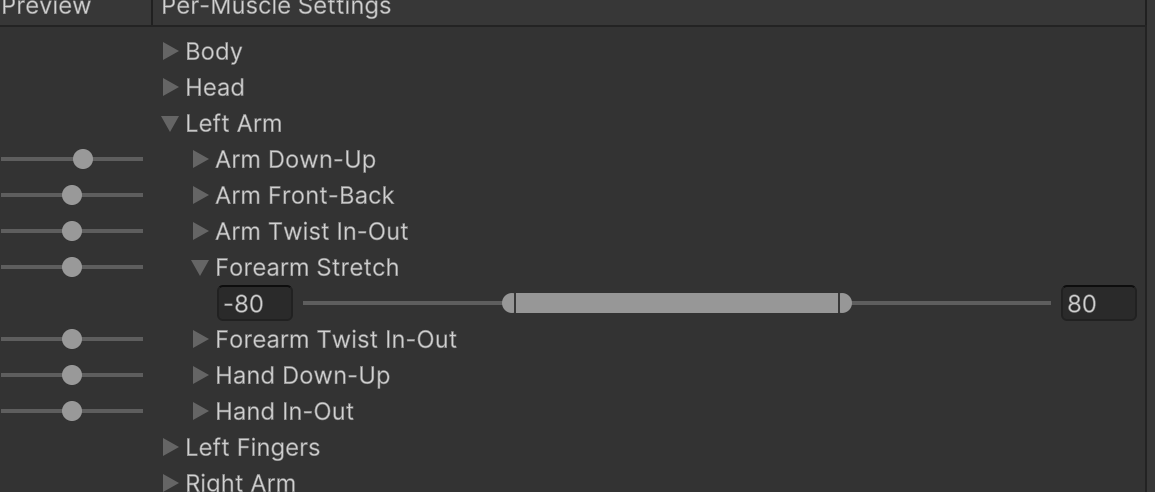 Preview Per-Muscle Settings
Body
Head
Left Arm
Arm Down-Up
Arm Front-Back
Arm Twist In-Out
Forearm Stretch
-80 80
Forearm Twist In-Out
Hand Down-Up
Hand In-Out
Left Fingers
Right Arm